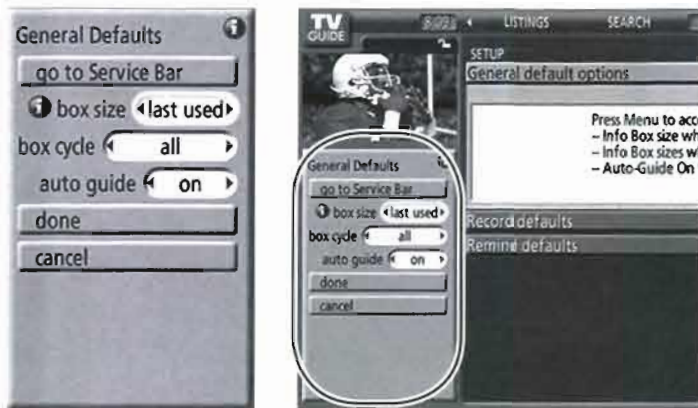 General Defaults
go to Service Bar
box size last used
box cycle all
auto guide on
done
cancel
TV
GUIDE
LISTINGS
SEARCH
SETUP
General default options
Press Menu to acc
– Info Box size wh
– Info Box sizes wh
– Auto-Guide On
Record defaults
Remind defaults
General Defaults
go to Service Bar
box size last used
box cycle all
auto guide on
done
cancel